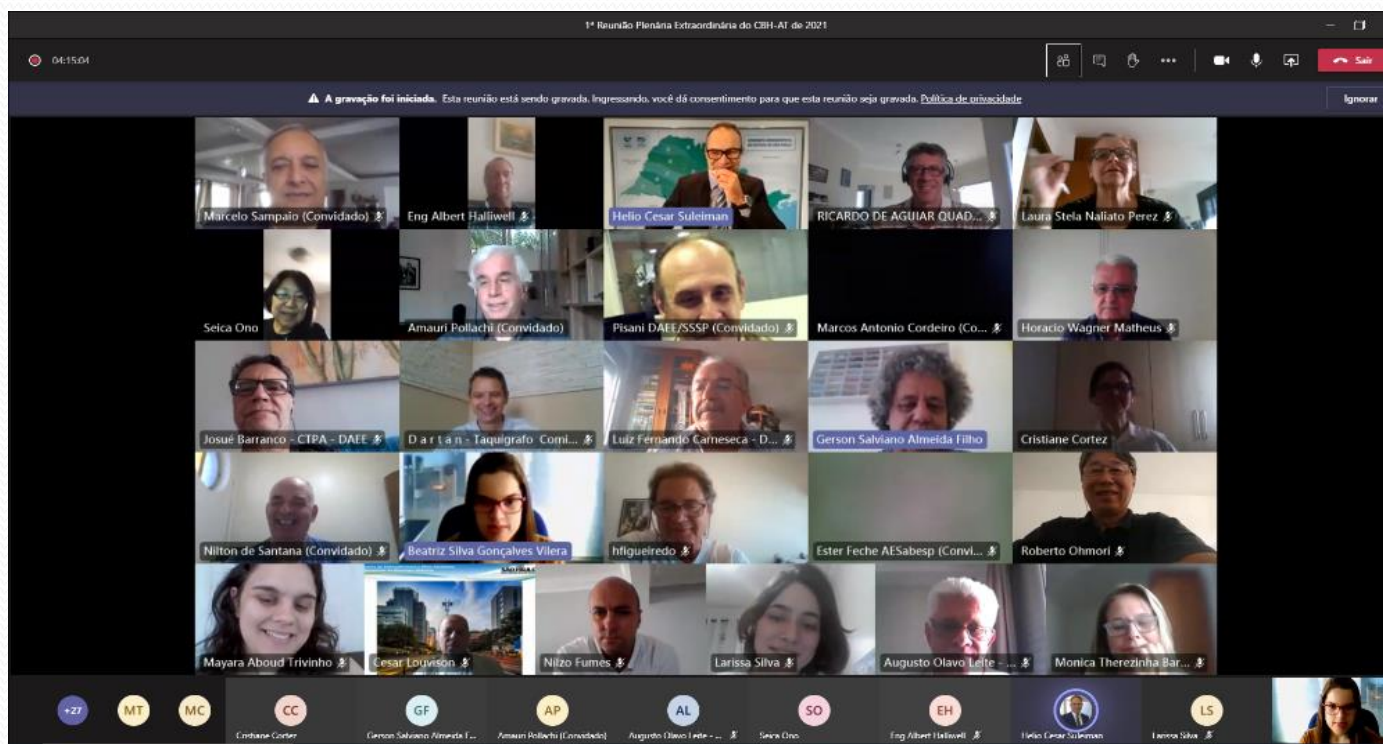 1ª Reunião Plenária Extraordinária do CBH-AT de 2021
04:15:04
Sair
A gravação foi iniciada. Esta reunião está sendo gravada. Ingressando, você dá consentimento para que esta reunião seja gravada. Política de privacidade
Ignorar
Marcelo Sampaio (Convidado)
Eng Albert Halliwell
Helio Cesar Suleiman
RICARDO DE AGUIAR QUAD...
Laura Stela Naliato Perez
Seica Ono
Amauri Pollachi (Convidado)
Pisani DAEE/SSSP (Convidado)
Marcos Antonio Cordeiro (Co...
Horacio Wagner Matheus
Josué Barranco - CTPA - DAEE
D a r t a n - Taquigrafo Comi...
Luiz Fernando Carneseca - D...
Gerson Salviano Almeida Filho
Cristiane Cortez
Nilton de Santana (Convidado)
Beatriz Silva Gonçalves Vilera
hfigueiredo
Ester Feche AESabesp (Convi...
Roberto Ohmori
SÃO PAULO
Mayara Aboud Trivinho
Cesar Louvison
Nilzo Fumes
Larissa Silva
Augusto Olavo Leite - ...
Monica Therezinha Bar...
+27
MT
MC
CC
GF
AP
AL
SO
EH
LS
Cristiane Cortez
Gerson Salviano Almeida F...
Amauri Pollachi (Convidado)
Augusto Olavo Leite - ...
Seica Ono
Eng Albert Halliwell
Helio Cesar Suleiman
Larissa Silva